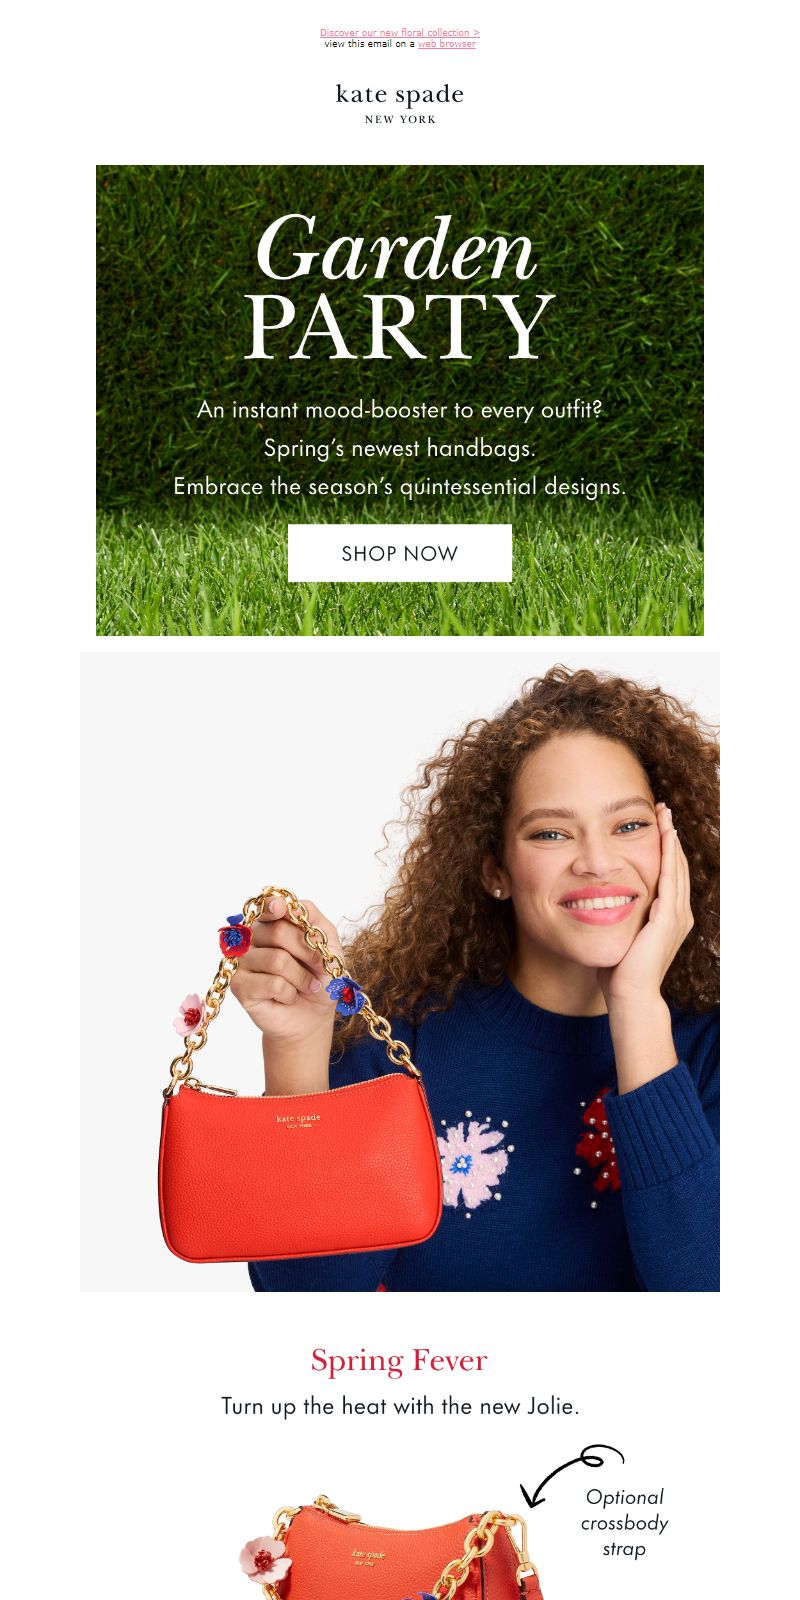 Discover our new floral collection >
view this email on a web browser
kate spade
NEW YORK
Garden
PARTY
An instant mood-booster to every outfit?
Spring's newest handbags.
Embrace the season's quintessential designs.
SHOP NOW
kate spade
NEW YORK
Spring Fever
Turn up the heat with the new Jolie.
Optional
crossbody
strap
kate spade
NEW YORK